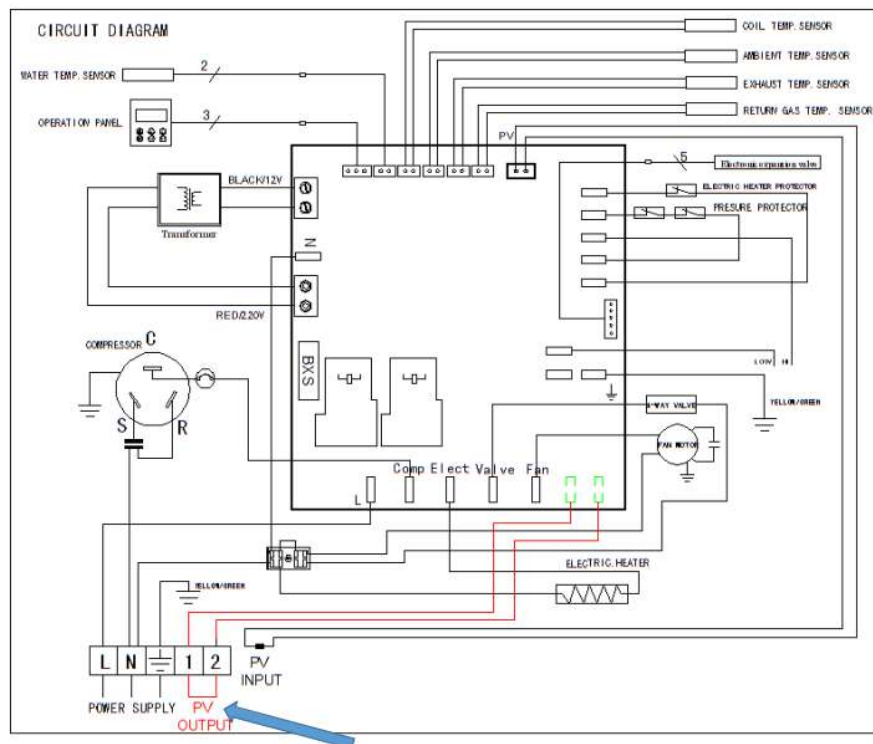 CIRCUIT DIAGRAM
COIL TEMP. SENSOR
WATER TEMP. SENSOR
2
AMBIENT TEMP. SENSOR
EXHAUST TEMP. SENSOR
OPERATION PANEL
3
RETURN GAS TEMP. SENSOR
PV
5
Electronic expansion valve
BLACK/12V
ELECTRIC HEATER PROTECTOR
PRESURE PROTECTOR
Transformer
N
RED/220V
COMPRESSOR C
BXS
LOW HI
YELLOW/GREEN
4-WAY VALVE
S R
FAN MOTOR
Comp Elect Valve Fan
L
ELECTRIC.HEATER
YELLOW/GREEN
L N 1 2
PV
INPUT
POWER SUPPLY
PV
OUTPUT